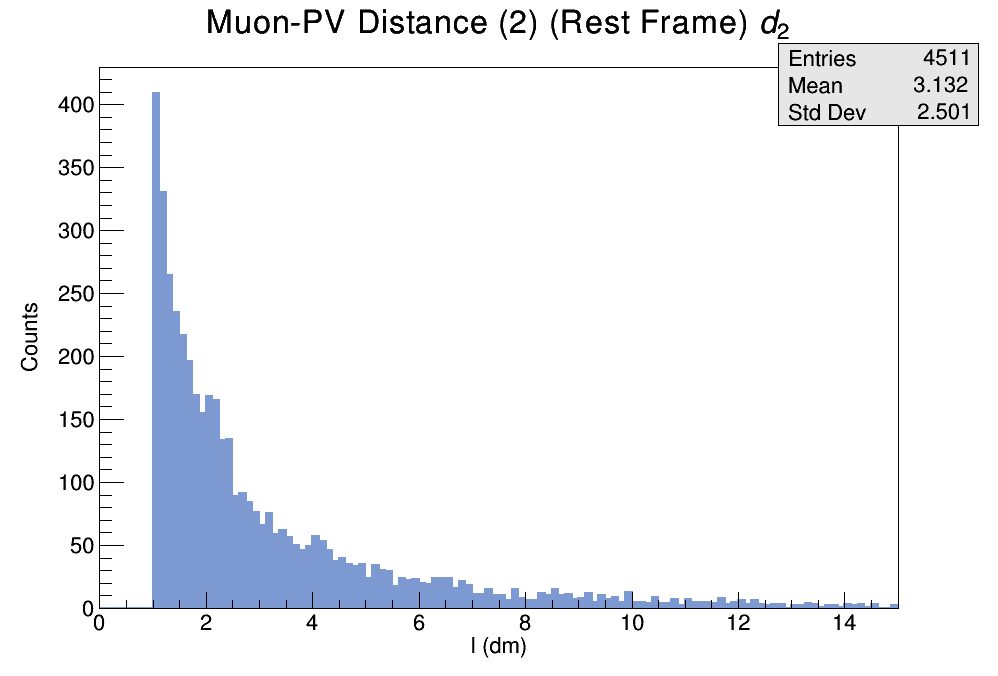 Muon-PV Distance (2) (Rest Frame) d₂
Entries 4511
Mean 3.132
Std Dev 2.501
Counts
400
350
300
250
200
150
100
50
0
0 2 4 6 8 10 12 14
l (dm)